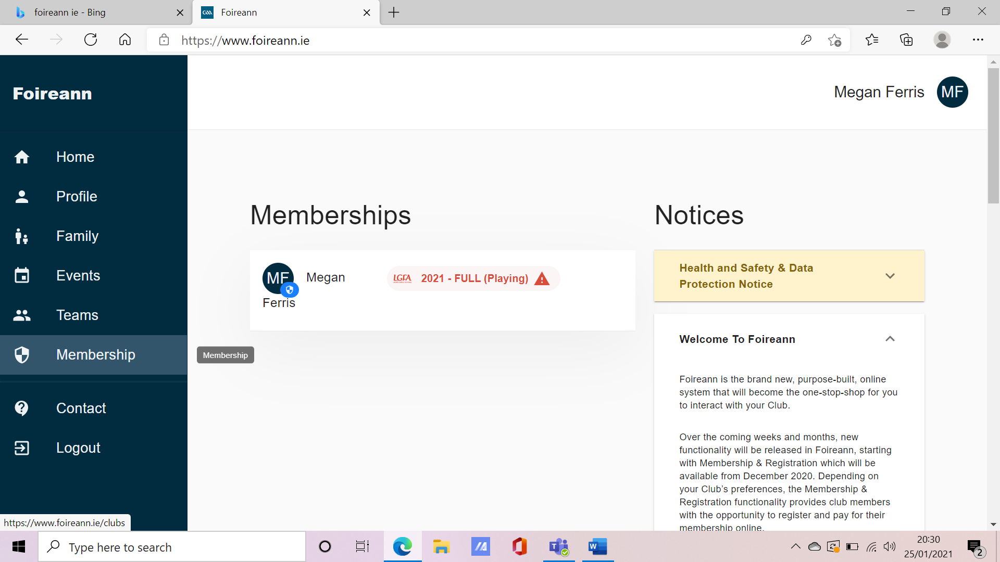 foireann ie - Bing
Foireann
https://www.foireann.ie
Foireann
Megan Ferris
MF
Home
Profile
Family
Events
Teams
Membership
Membership
Contact
Logout
Memberships
MF
Megan
Ferris
LGFA
2021 - FULL (Playing)
Notices
Health and Safety & Data
Protection Notice
Welcome To Foireann
Foireann is the brand new, purpose-built, online
system that will become the one-stop-shop for you
to interact with your Club.
Over the coming weeks and months, new
functionality will be released in Foireann, starting
with Membership & Registration which will be
available from December 2020. Depending on
your Club’s preferences, the Membership &
Registration functionality provides club members
with the opportunity to register and pay for their
membership online.
https://www.foireann.ie/clubs
Type here to search
20:30
25/01/2021
2